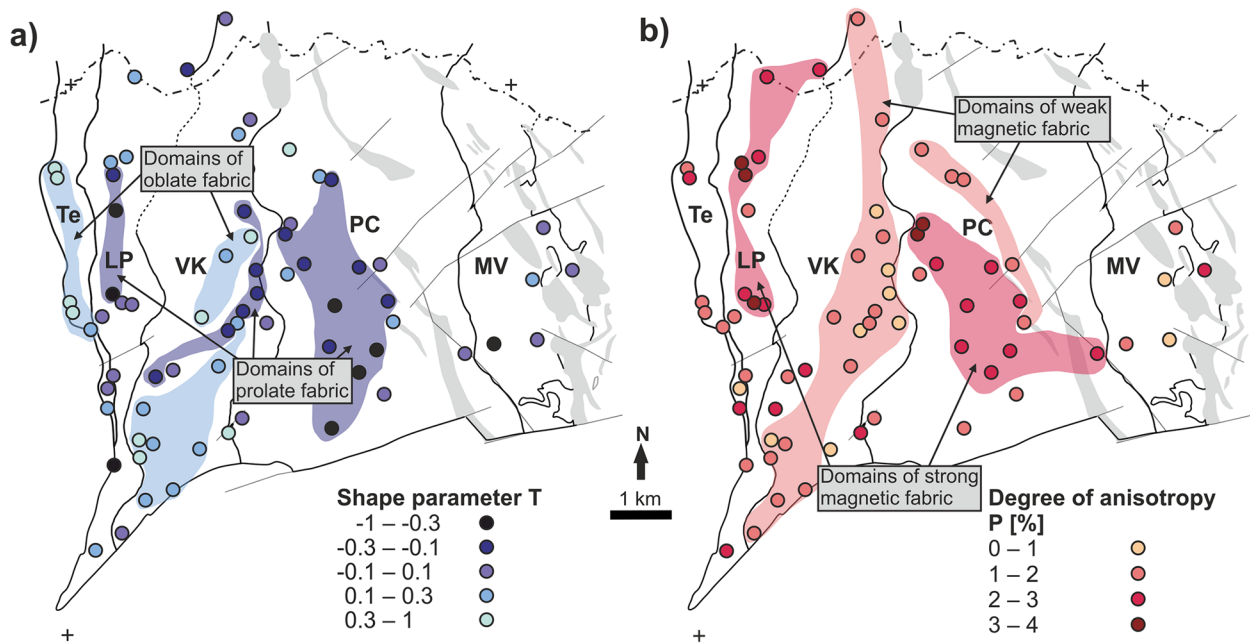 a)
Domains of
oblate fabric
Te
LP
VK
PC
MV
Domains of
prolate fabric
Shape parameter T
-1 – -0.3
-0.3 – -0.1
-0.1 – 0.1
0.1 – 0.3
0.3 – 1
N
1 km
b)
Domains of weak
magnetic fabric
Te
LP
VK
PC
MV
Domains of strong
magnetic fabric
Degree of anisotropy
P [%]
0 – 1
1 – 2
2 – 3
3 – 4